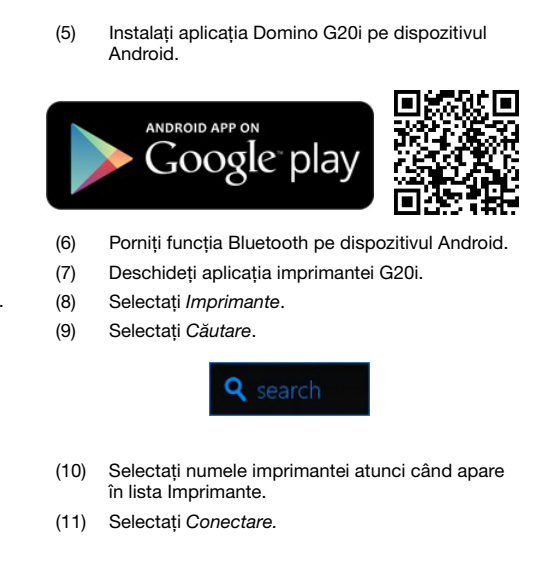 (5) Instalați aplicația Domino G20i pe dispozitivul
Android.
ANDROID APP ON
Google play
(6) Porniți funcția Bluetooth pe dispozitivul Android.
(7) Deschideți aplicația imprimantei G20i.
(8) Selectați Imprimante.
(9) Selectați Căutare.
search
(10) Selectați numele imprimantei atunci când apare
în lista Imprimante.
(11) Selectați Conectare.